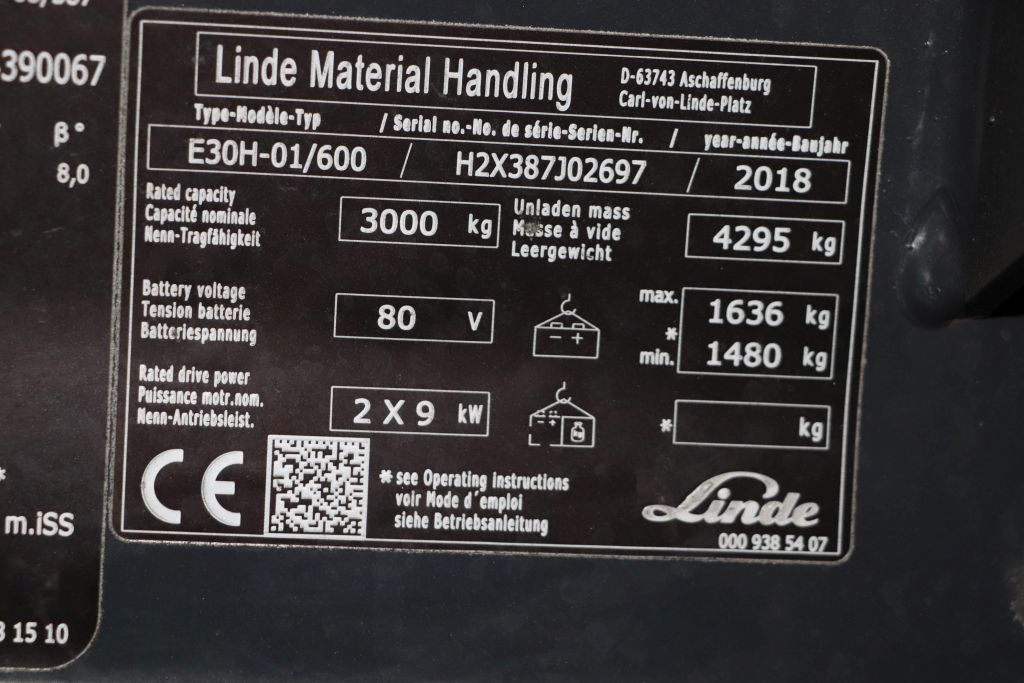 390067
β°
8,0
m.iSS
3 15 10
Linde Material Handling
D-63743 Aschaffenburg
Carl-von-Linde-Platz
Type-Modèle-Typ / Serial no.-No. de série-Serien-Nr. / year-année-Baujahr
E30H-01/600 / H2X387J02697 / 2018
Rated capacity
Capacité nominale
Nenn-Tragfähigkeit
3000 kg
Unladen mass
Masse à vide
Leergewicht
4295 kg
Battery voltage
Tension batterie
Batteriespannung
80 V
- +
max. 1636 kg
*
min. 1480 kg
Rated drive power
Puissance motr.nom.
Nenn-Antriebsleist.
2 X 9 kW
- +
kg
* kg
CE
* see Operating instructions
voir Mode d'emploi
siehe Betriebsanleitung
Linde
000 938 54 07